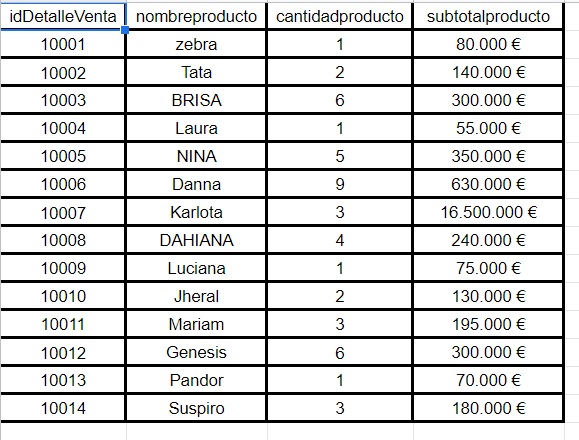 idDetalleVenta nombreproducto cantidadproducto subtotalproducto
10001 zebra 1 80.000 €
10002 Tata 2 140.000 €
10003 BRISA 6 300.000 €
10004 Laura 1 55.000 €
10005 NINA 5 350.000 €
10006 Danna 9 630.000 €
10007 Karlota 3 16.500.000 €
10008 DAHIANA 4 240.000 €
10009 Luciana 1 75.000 €
10010 Jheral 2 130.000 €
10011 Mariam 3 195.000 €
10012 Genesis 6 300.000 €
10013 Pandor 1 70.000 €
10014 Suspiro 3 180.000 €